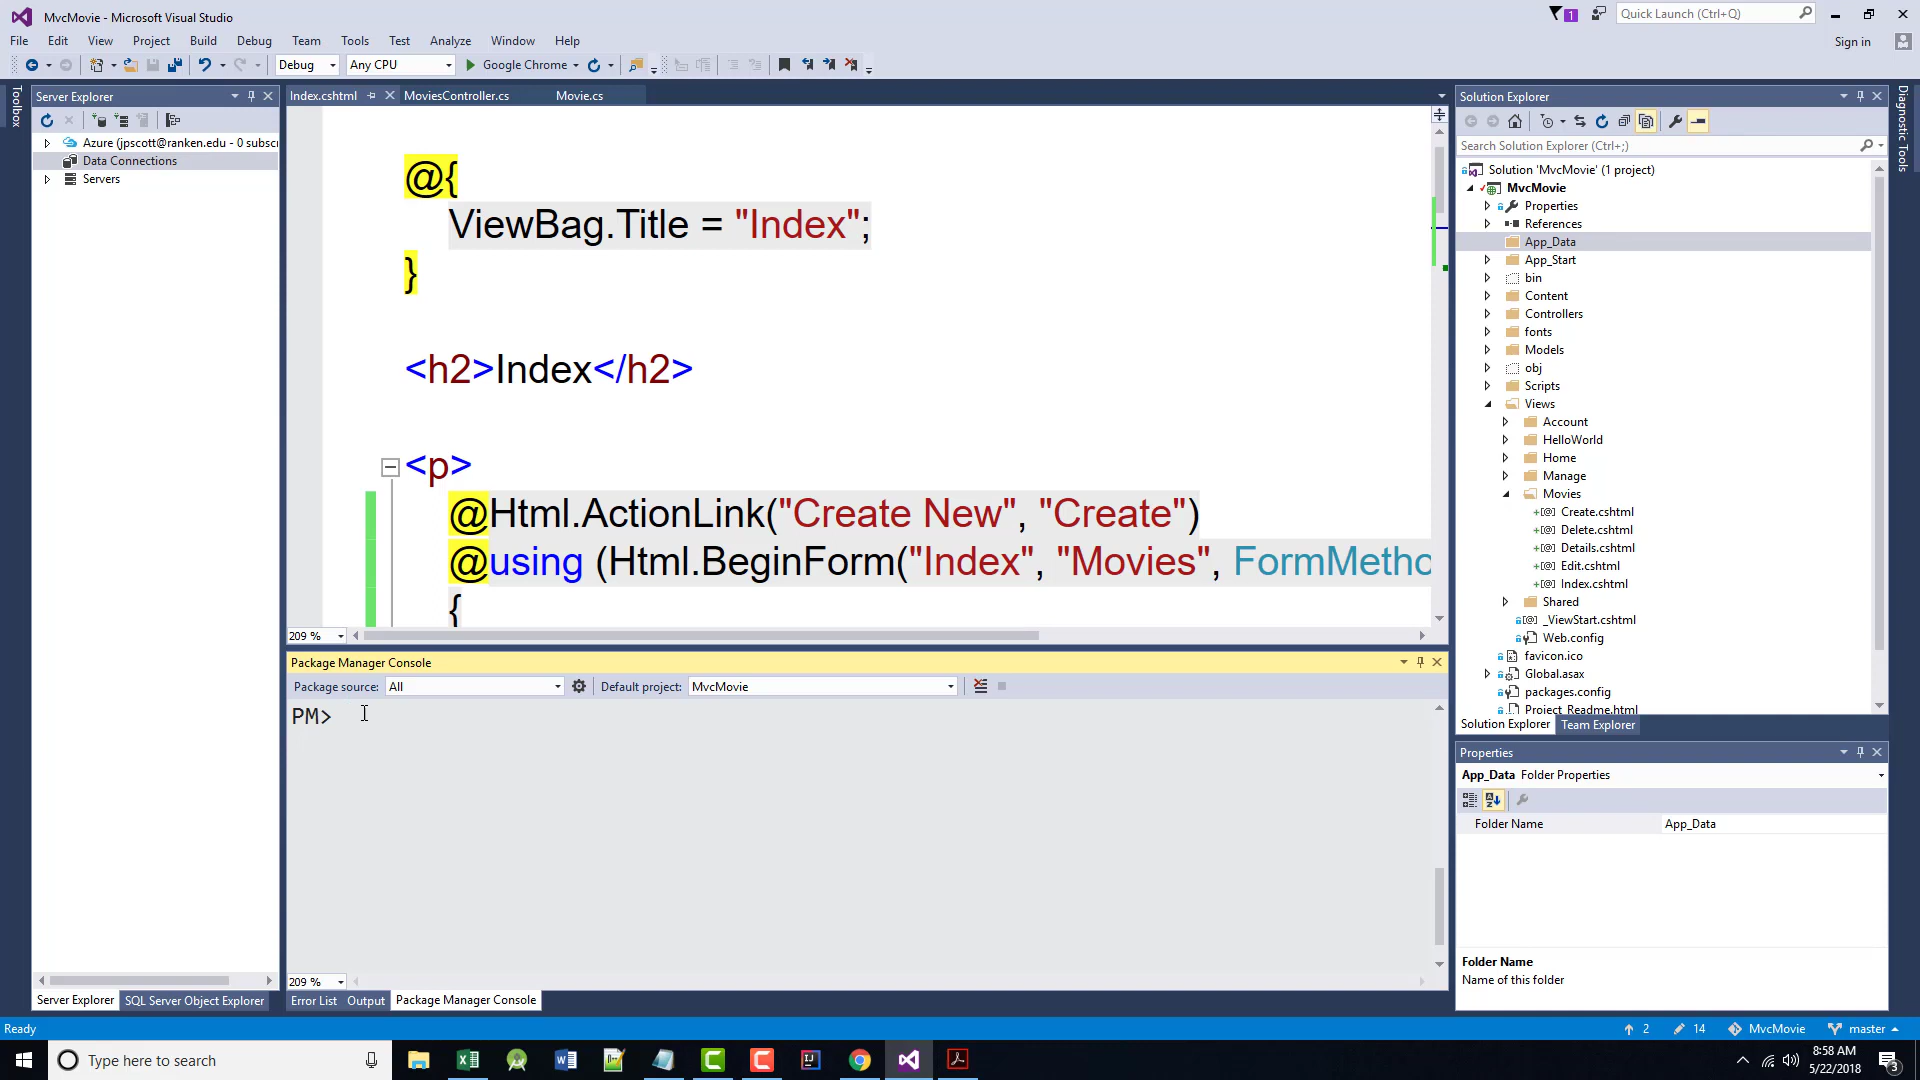 MvcMovie - Microsoft Visual Studio
1
Quick Launch (Ctrl+Q)
File Edit View Project Build Debug Team Tools Test Analyze Window Help
Sign in
Debug Any CPU Google Chrome
Toolbox
Server Explorer
Azure (jpscott@ranken.edu - 0 subscr
Data Connections
Servers
Index.cshtml MoviesController.cs Movie.cs
@{
ViewBag.Title = "Index";
}
<h2>Index</h2>
<p>
@Html.ActionLink("Create New", "Create")
@using (Html.BeginForm("Index", "Movies", FormMetho
{
209 %
Package Manager Console
Package source: All Default project: MvcMovie
PM>
209 %
Server Explorer SQL Server Object Explorer
Error List Output Package Manager Console
Solution Explorer
Search Solution Explorer (Ctrl+;)
Solution 'MvcMovie' (1 project)
MvcMovie
Properties
References
App_Data
App_Start
bin
Content
Controllers
fonts
Models
obj
Scripts
Views
Account
HelloWorld
Home
Manage
Movies
Create.cshtml
Delete.cshtml
Details.cshtml
Edit.cshtml
Index.cshtml
Shared
_ViewStart.cshtml
Web.config
favicon.ico
Global.asax
packages.config
Project_Readme.html
Solution Explorer Team Explorer
Properties
App_Data Folder Properties
Folder Name App_Data
Folder Name
Name of this folder
Diagnostic Tools
Ready
2 14 MvcMovie master
Type here to search
8:58 AM
5/22/2018
3